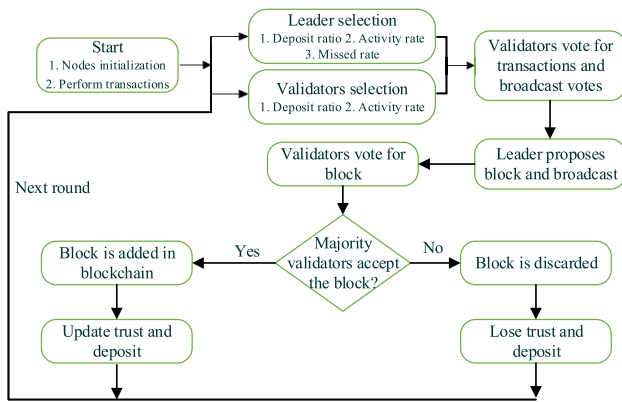 Start
1. Nodes initialization
2. Perform transactions
Leader selection
1. Deposit ratio 2. Activity rate
3. Missed rate
Validators selection
1. Deposit ratio 2. Activity rate
Validators vote for
transactions and
broadcast votes
Leader proposes
block and broadcast
Validators vote for
block
Next round
Majority
validators accept
the block?
Yes
No
Block is added in
blockchain
Block is discarded
Update trust and
deposit
Lose trust and
deposit